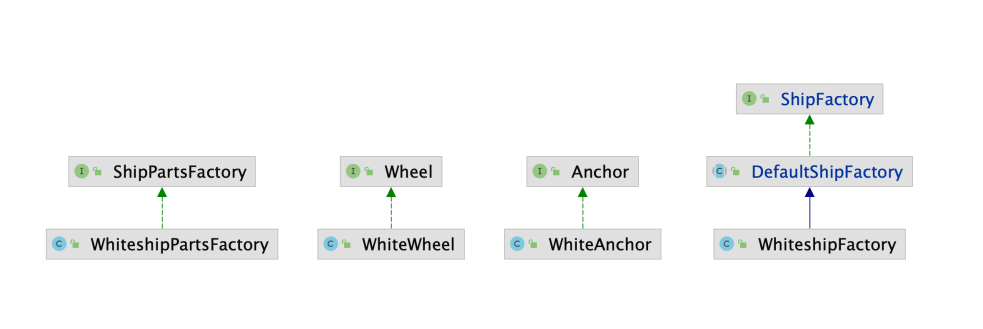 I ShipFactory
I ShipPartsFactory
I Wheel
I Anchor
C DefaultShipFactory
C WhiteshipPartsFactory
C WhiteWheel
C WhiteAnchor
C WhiteshipFactory